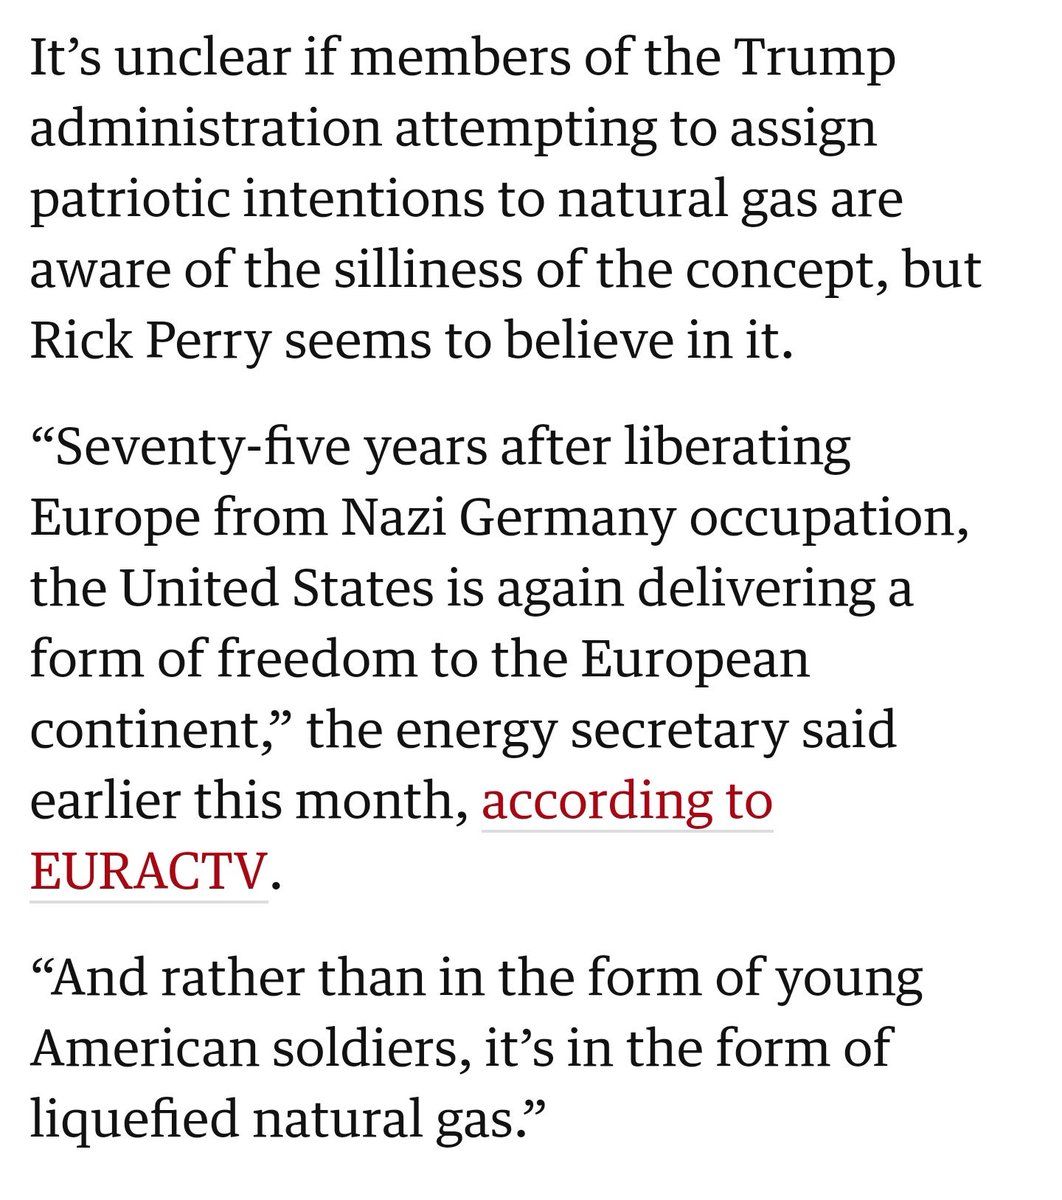 It’s unclear if members of the Trump
administration attempting to assign
patriotic intentions to natural gas are
aware of the silliness of the concept, but
Rick Perry seems to believe in it.
“Seventy-five years after liberating
Europe from Nazi Germany occupation,
the United States is again delivering a
form of freedom to the European
continent,” the energy secretary said
earlier this month, according to
EURACTV.
“And rather than in the form of young
American soldiers, it’s in the form of
liquefied natural gas.”